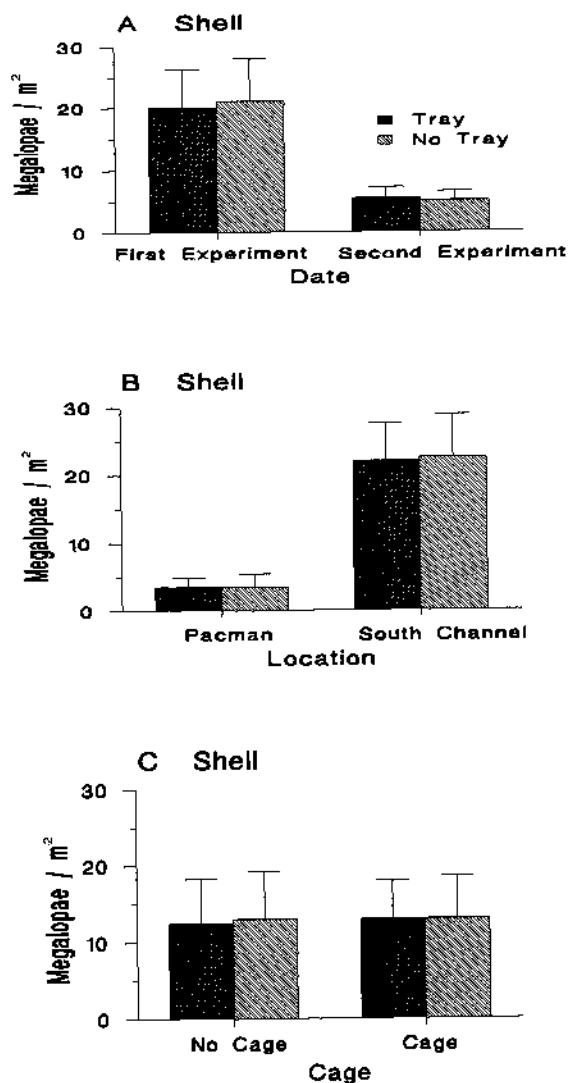 A Shell
30
20
10
0
Megalopae / m²
Tray
No Tray
First Experiment Second Experiment
Date
B Shell
30
20
10
0
Megalopae / m²
Pacman South Channel
Location
C Shell
30
20
10
0
Megalopae / m²
No Cage Cage
Cage